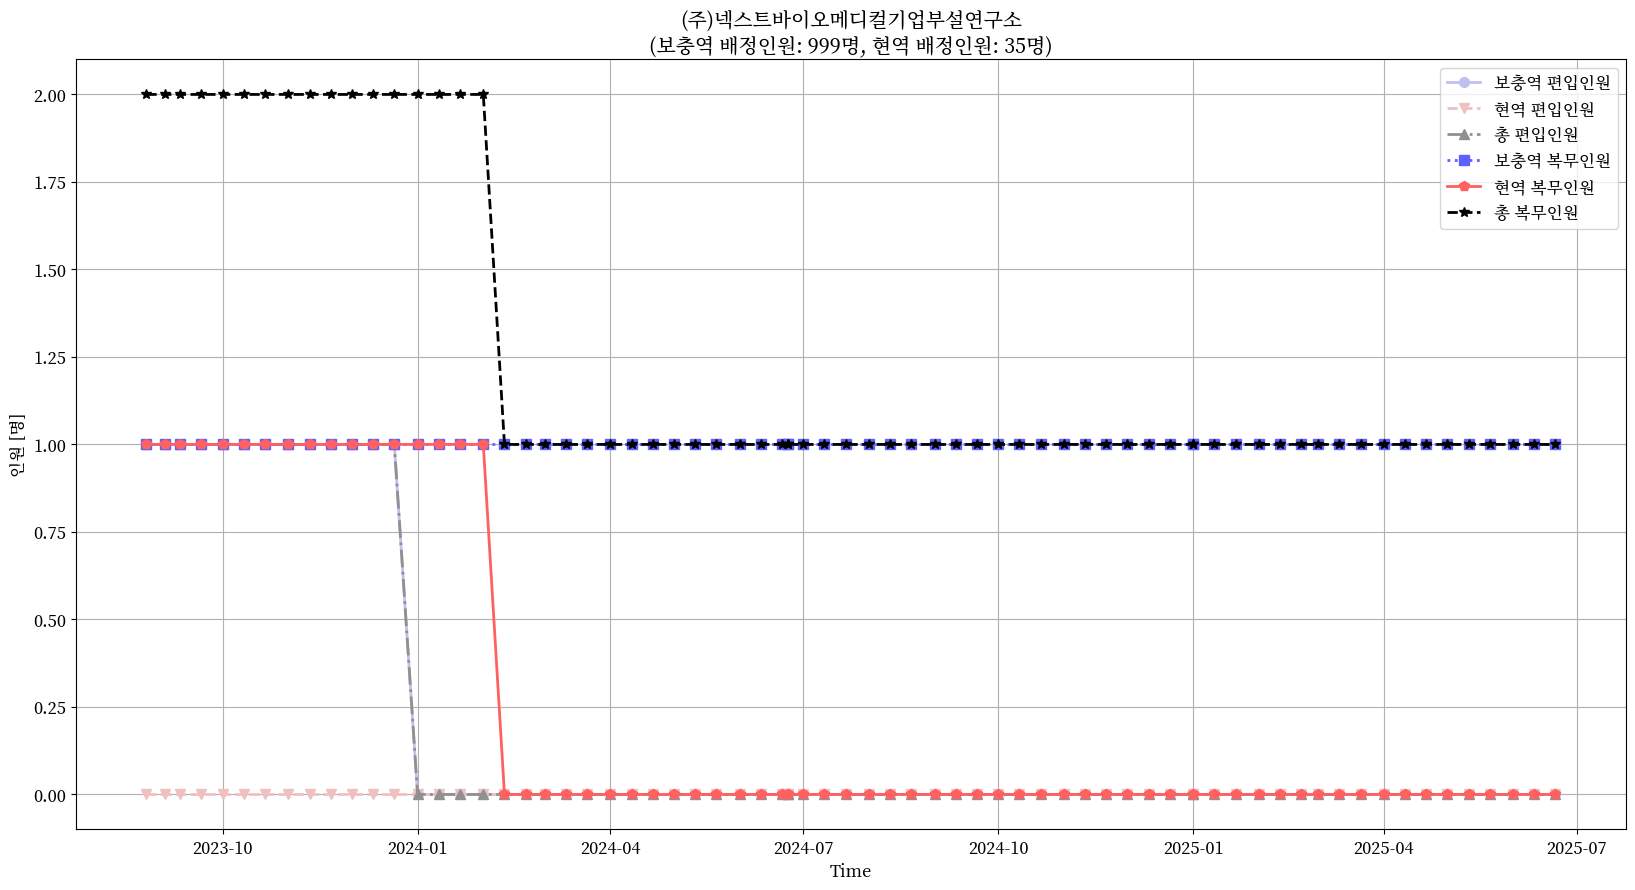 (주)넥스트바이오메디컬기업부설연구소
(보충역 배정인원: 999명, 현역 배정인원: 35명)
보충역 편입인원
현역 편입인원
총 편입인원
보충역 복무인원
현역 복무인원
총 복무인원
2.00
1.75
1.50
1.25
1.00
0.75
0.50
0.25
0.00
인원 [명]
2023-10
2024-01
2024-04
2024-07
2024-10
2025-01
2025-04
2025-07
Time